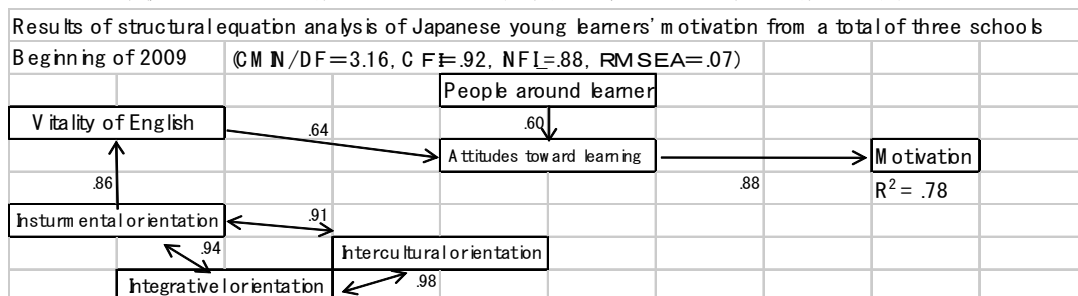 Results of structural equation analysis of Japanese young learners' motivation from a total of three schools
Beginning of 2009 (CMIN/DF=3.16, CFI=.92, NFI=.88, RMSEA=.07)
People around learner
Vitality of English
.64
.60
Attitudes toward learning
Motivation
.86
.88
R² = .78
Insturmental orientation
.91
.94
Intercultural orientation
Integrative orientation
.98